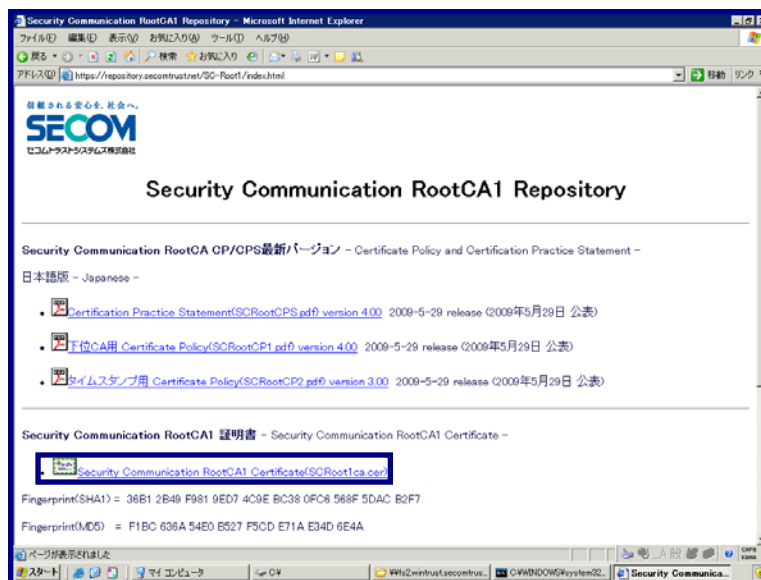 Security Communication RootCA1 Repository - Microsoft Internet Explorer
ファイル(F) 編集(E) 表示(V) お気に入り(A) ツール(T) ヘルプ(H)
戻る 検索 お気に入り
アドレス(D) https://repository.secomtrust.net/SC-Root1/index.html 移動 リンク
信頼される安心を、社会へ。
SECOM
セコムトラストシステムズ株式会社
Security Communication RootCA1 Repository
Security Communication RootCA CP/CPS最新バージョン - Certificate Policy and Certification Practice Statement -
日本語版 - Japanese -
Certification Practice Statement(SCRootCPS.pdf) version 4.00 2009-5-29 release (2009年5月29日 公表)
下位CA用 Certificate Policy(SCRootCP1.pdf) version 4.00 2009-5-29 release (2009年5月29日 公表)
タイムスタンプ用 Certificate Policy(SCRootCP2.pdf) version 3.00 2009-5-29 release (2009年5月29日 公表)
Security Communication RootCA1 証明書 - Security Communication RootCA1 Certificate -
Security Communication RootCA1 Certificate(SCRoot1ca.cer)
Fingerprint(SHA1) = 36B1 2B49 F981 9ED7 4C9E BC38 0FC6 568F 5DAC B2F7
Fingerprint(MD5) = F1BC 636A 54E0 B527 F5CD E71A E34D 6E4A
ページが表示されました
_A 般 CAPS KANA
スタート マイ コンピュータ C:¥ ¥¥fs2.wintrust.secomtrus... C:¥WINDOWS¥system32... Security Communica...